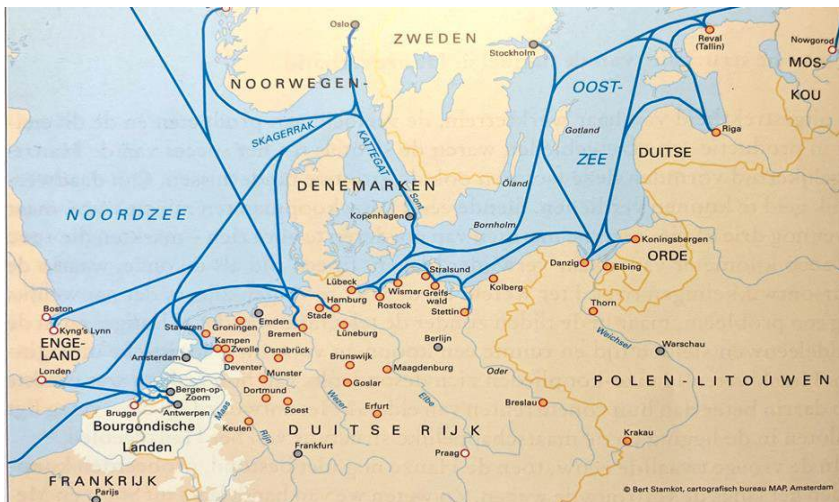 Oslo
ZWEDEN
Stockholm
Reval
(Tallin)
Nowgorod
MOS-
KOU
NOORWEGEN-
OOST-
ZEE
SKAGERRAK
KATTEGAT
Gotland
Riga
DUITSE
ORDE
DENEMARKEN
Sont
Öland
NOORDZEE
Kopenhagen
Bornholm
Koningsbergen
Danzig
Elbing
Stralsund
Lübeck
Wismar
Greifs-
wald
Kolberg
Hamburg
Rostock
Stettin
Thorn
Boston
Kyng's Lynn
ENGE-
LAND
Londen
Staveren
Groningen
Emden
Stade
Bremen
Lüneburg
Weichsel
Kampen
Zwolle
Osnabrück
Amsterdam
Deventer
Munster
Brunswijk
Maagdenburg
Berlijn
Warschau
Oder
POLEN-LITOUWEN
Bergen-op-
Zoom
Antwerpen
Brugge
Dortmund
Goslar
Soest
Wezer
Elbe
Erfurt
Breslau
Bourgondische
Landen
Maas
Keulen
Rijn
DUITSE RIJK
Frankfurt
Praag
Krakau
FRANKRIJK
Parijs
© Bert Stamkot, cartografisch bureau MAP, Amsterdam